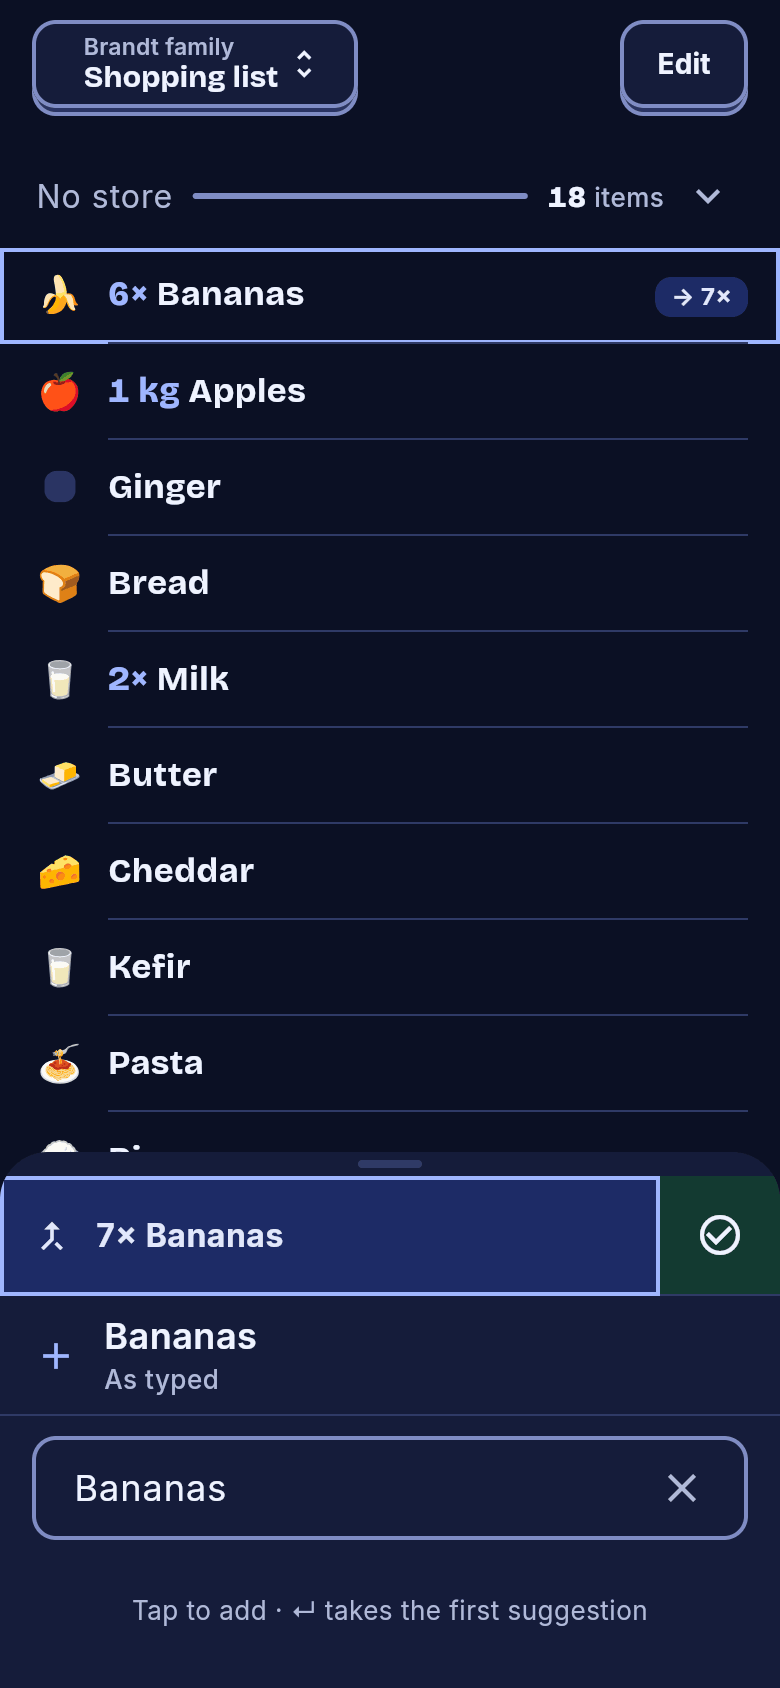 Brandt family
Shopping list
Edit
No store 18 items
6× Bananas → 7×
1 kg Apples
Ginger
Bread
2× Milk
Butter
Cheddar
Kefir
Pasta
7× Bananas
Bananas
As typed
Bananas
Tap to add · ↵ takes the first suggestion